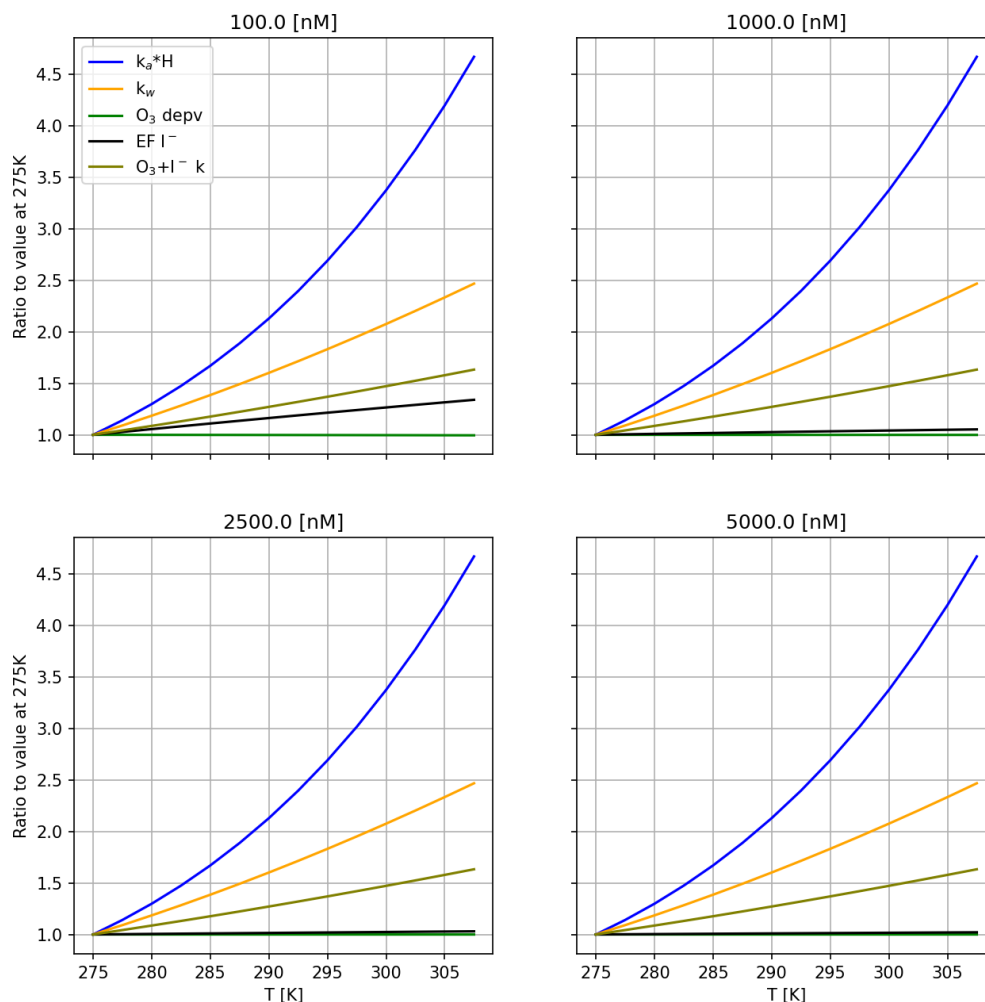 100.0 [nM]
1000.0 [nM]
k_a*H
k_w
O₃ depv
EF I⁻
O₃+I⁻ k
4.5
4.0
3.5
3.0
2.5
2.0
1.5
1.0
Ratio to value at 275K
2500.0 [nM]
5000.0 [nM]
4.5
4.0
3.5
3.0
2.5
2.0
1.5
1.0
Ratio to value at 275K
275 280 285 290 295 300 305
T [K]
275 280 285 290 295 300 305
T [K]